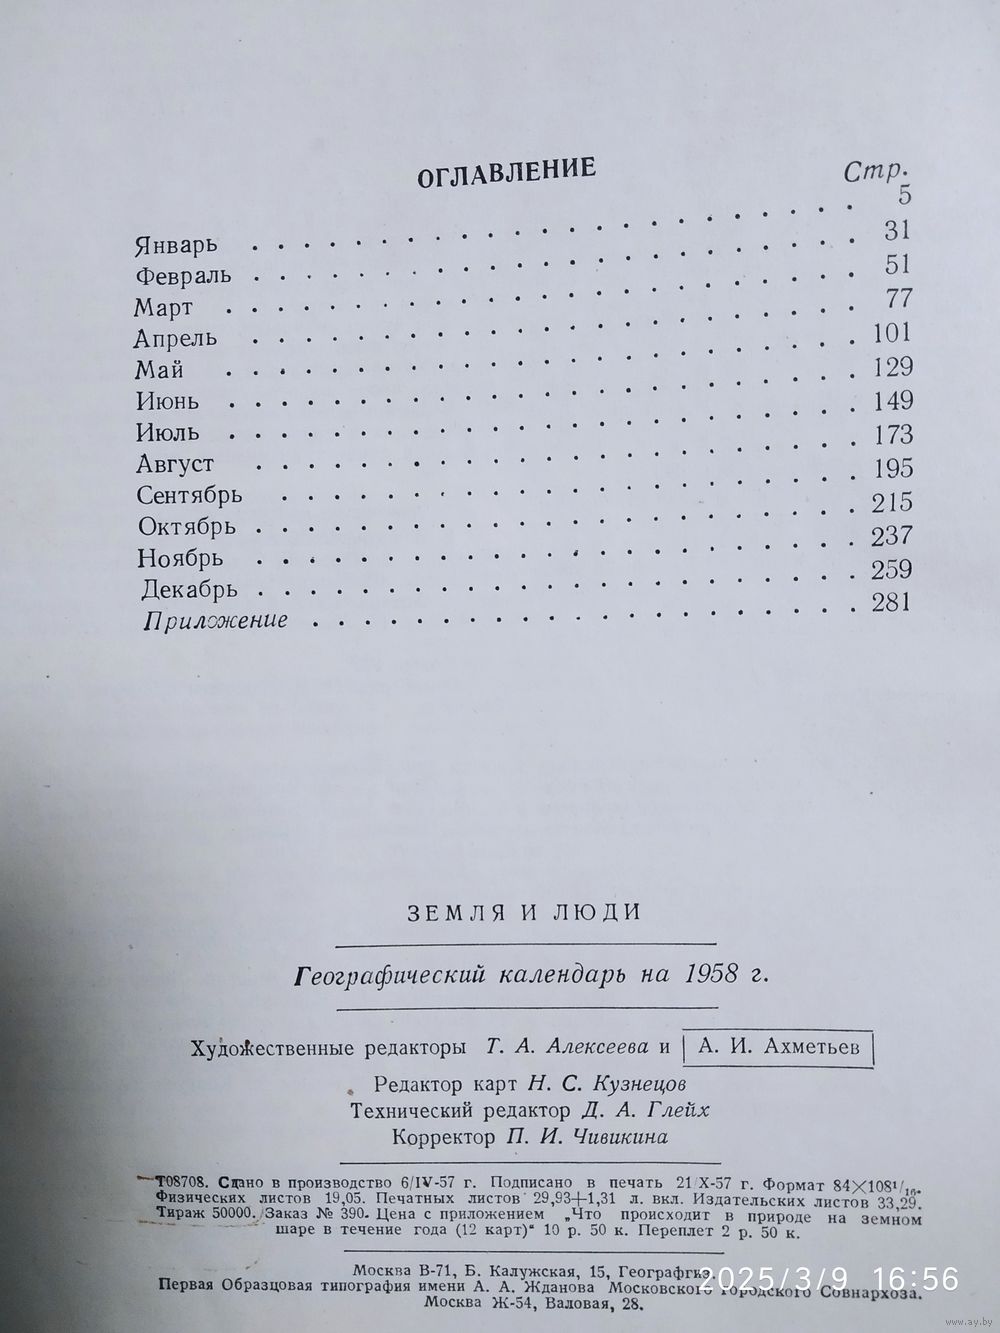 ОГЛАВЛЕНИЕ
Стр.
Январь . . . . . . . . . . . . . . . . . . . . . . . . 5
Февраль . . . . . . . . . . . . . . . . . . . . . . . . 31
Март . . . . . . . . . . . . . . . . . . . . . . . . . 51
Апрель . . . . . . . . . . . . . . . . . . . . . . . . 77
Май . . . . . . . . . . . . . . . . . . . . . . . . . 101
Июнь . . . . . . . . . . . . . . . . . . . . . . . . . 129
Июль . . . . . . . . . . . . . . . . . . . . . . . . . 149
Август . . . . . . . . . . . . . . . . . . . . . . . . 173
Сентябрь . . . . . . . . . . . . . . . . . . . . . . . 195
Октябрь . . . . . . . . . . . . . . . . . . . . . . . . 215
Ноябрь . . . . . . . . . . . . . . . . . . . . . . . . 237
Декабрь . . . . . . . . . . . . . . . . . . . . . . . . 259
Приложение . . . . . . . . . . . . . . . . . . . . . . 281
ЗЕМЛЯ И ЛЮДИ
Географический календарь на 1958 г.
Художественные редакторы Т. А. Алексеева и А. И. Ахметьев
Редактор карт Н. С. Кузнецов
Технический редактор Д. А. Глейх
Корректор П. И. Чивикина
Т08708. Сдано в производство 6/IV-57 г. Подписано в печать 21/X-57 г. Формат 84×108¹/₁₆.
Физических листов 19,05. Печатных листов 29,93+1,31 л. вкл. Издательских листов 33,29.
Тираж 50000. Заказ № 390. Цена с приложением „Что происходит в природе на земном
шаре в течение года (12 карт)“ 10 р. 50 к. Переплет 2 р. 50 к.
Москва В-71, Б. Калужская, 15, Географгиз.
Первая Образцовая типография имени А. А. Жданова Московского Городского Совнархоза.
Москва Ж-54, Валовая, 28.
2025/3/9 16:56
www.ay.by